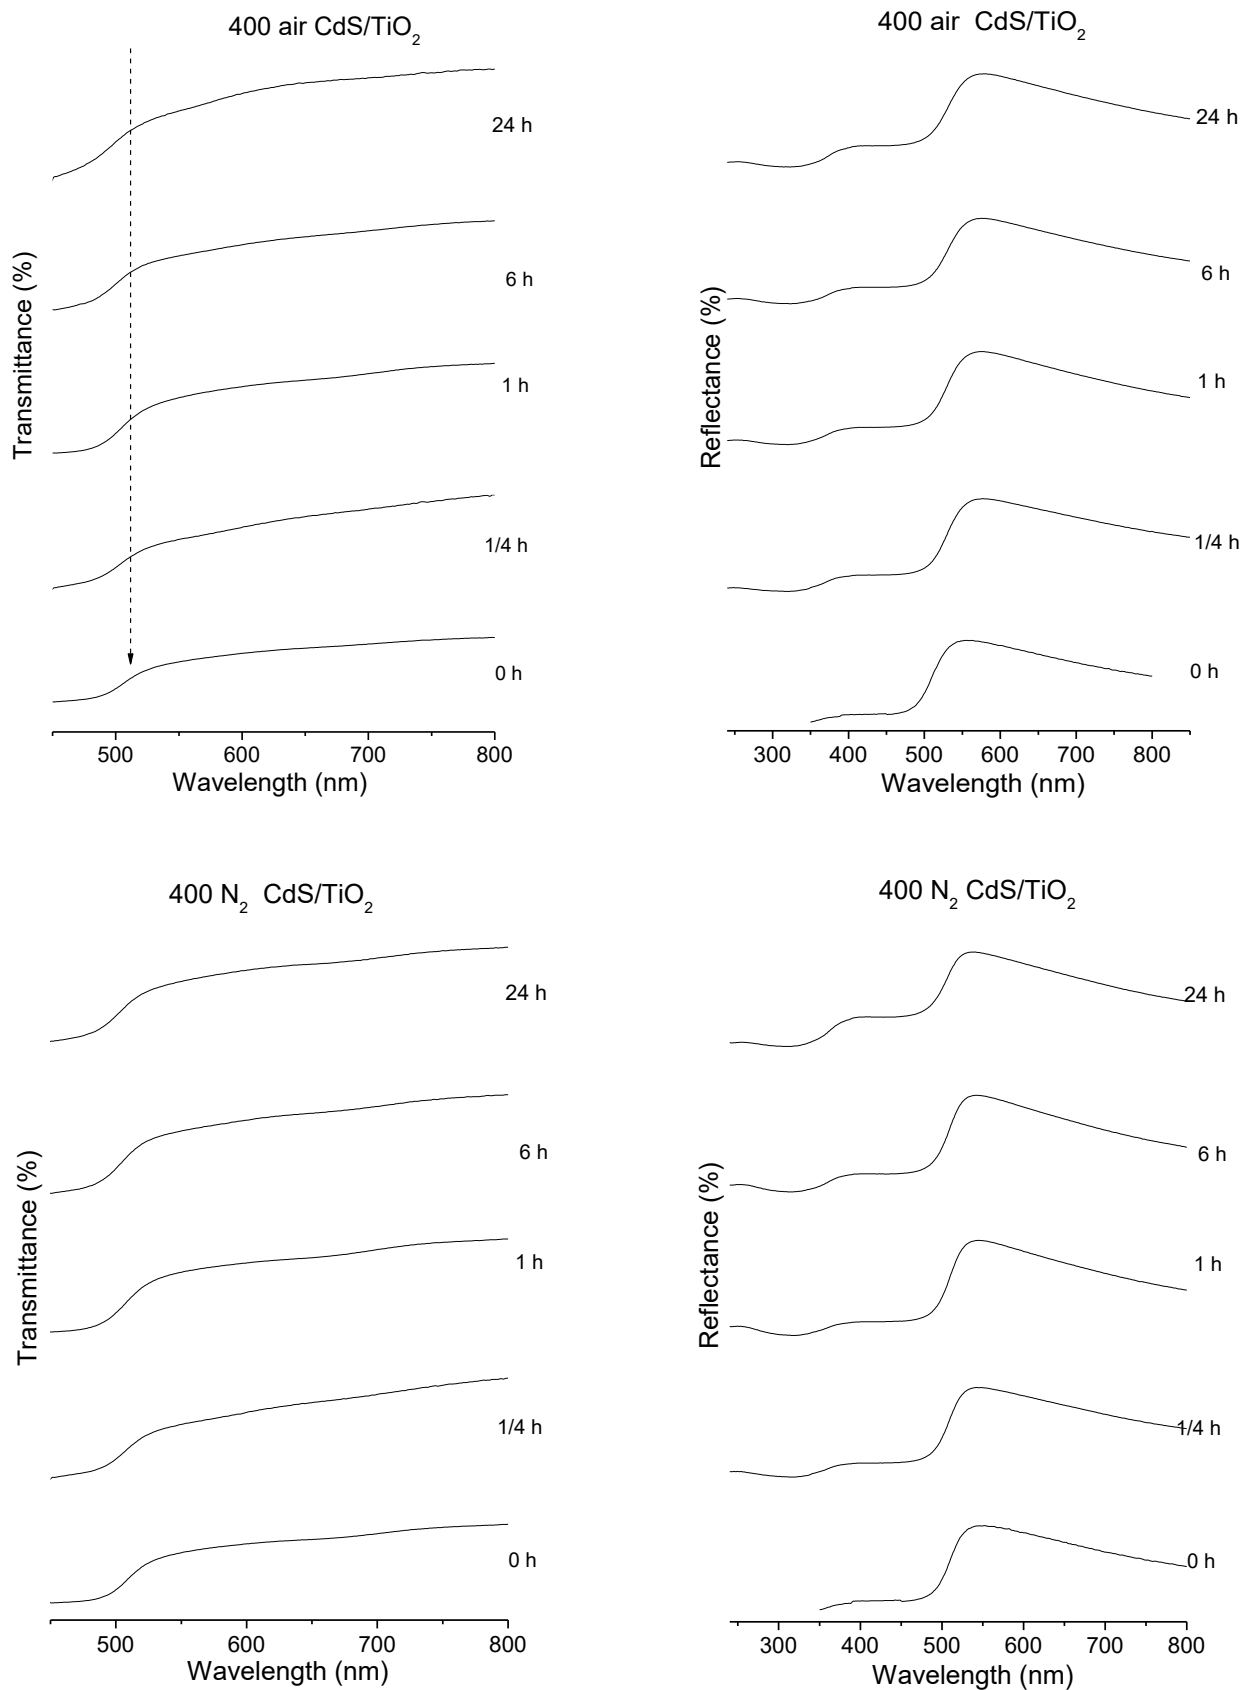 400 air CdS/TiO2
24 h
6 h
1 h
1/4 h
0 h
Transmittance (%)
500 600 700 800
Wavelength (nm)
400 air CdS/TiO2
24 h
6 h
1 h
1/4 h
0 h
Reflectance (%)
300 400 500 600 700 800
Wavelength (nm)
400 N2 CdS/TiO2
24 h
6 h
1 h
1/4 h
0 h
Transmittance (%)
500 600 700 800
Wavelength (nm)
400 N2 CdS/TiO2
24 h
6 h
1 h
1/4 h
0 h
Reflectance (%)
300 400 500 600 700 800
Wavelength (nm)